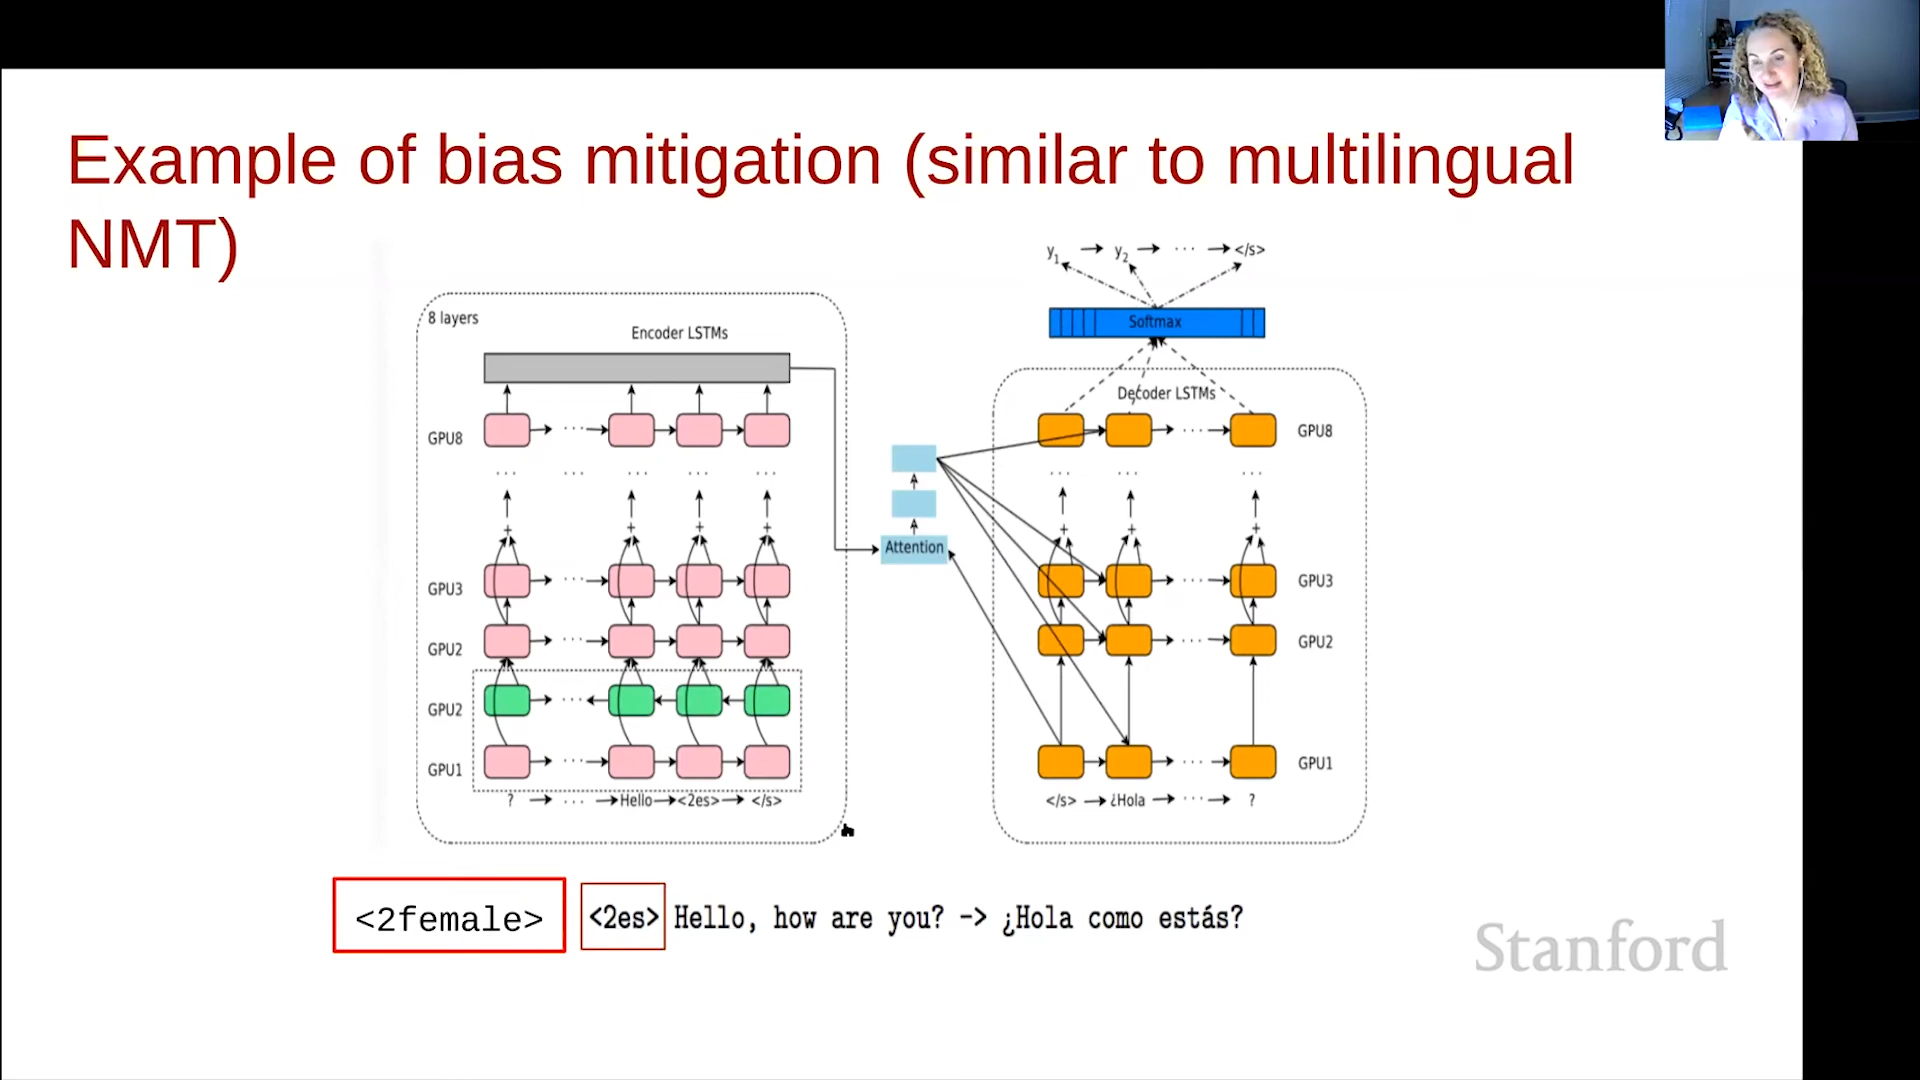 Example of bias mitigation (similar to multilingual
NMT)
y1 y2 ... </s>
Softmax
8 layers
Encoder LSTMs
Decoder LSTMs
GPU8
GPU8
... ... ... ...
... ... ...
+ + + +
+ + +
Attention
GPU3
GPU3
GPU2
GPU2
GPU2
GPU1
GPU1
? ... Hello <2es> </s>
</s> ¿Hola ... ?
<2female> <2es> Hello, how are you? -> ¿Hola como estás?
Stanford